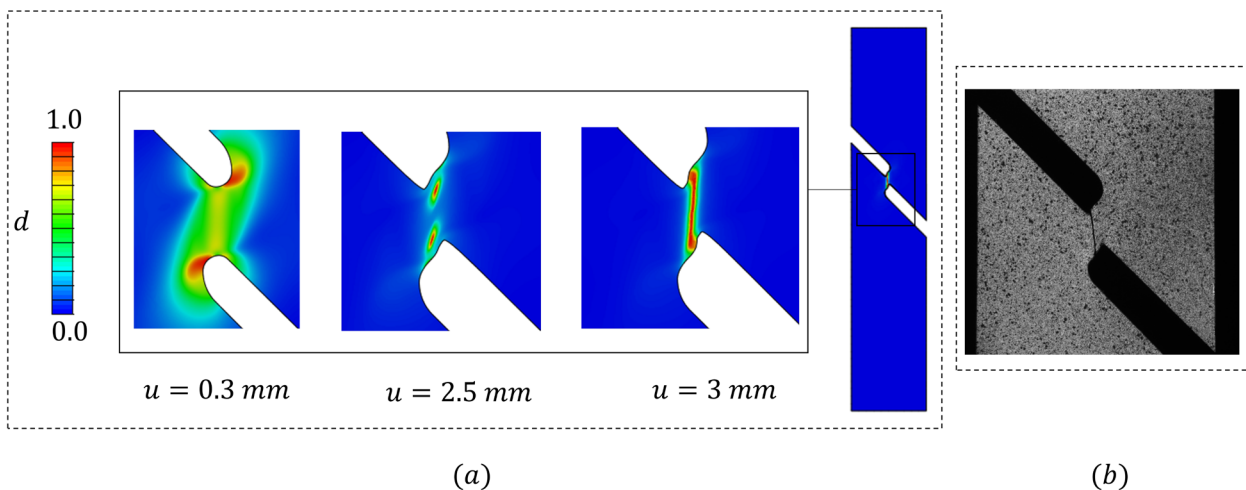 1.0
d
0.0
u = 0.3 mm
u = 2.5 mm
u = 3 mm
(a)
(b)